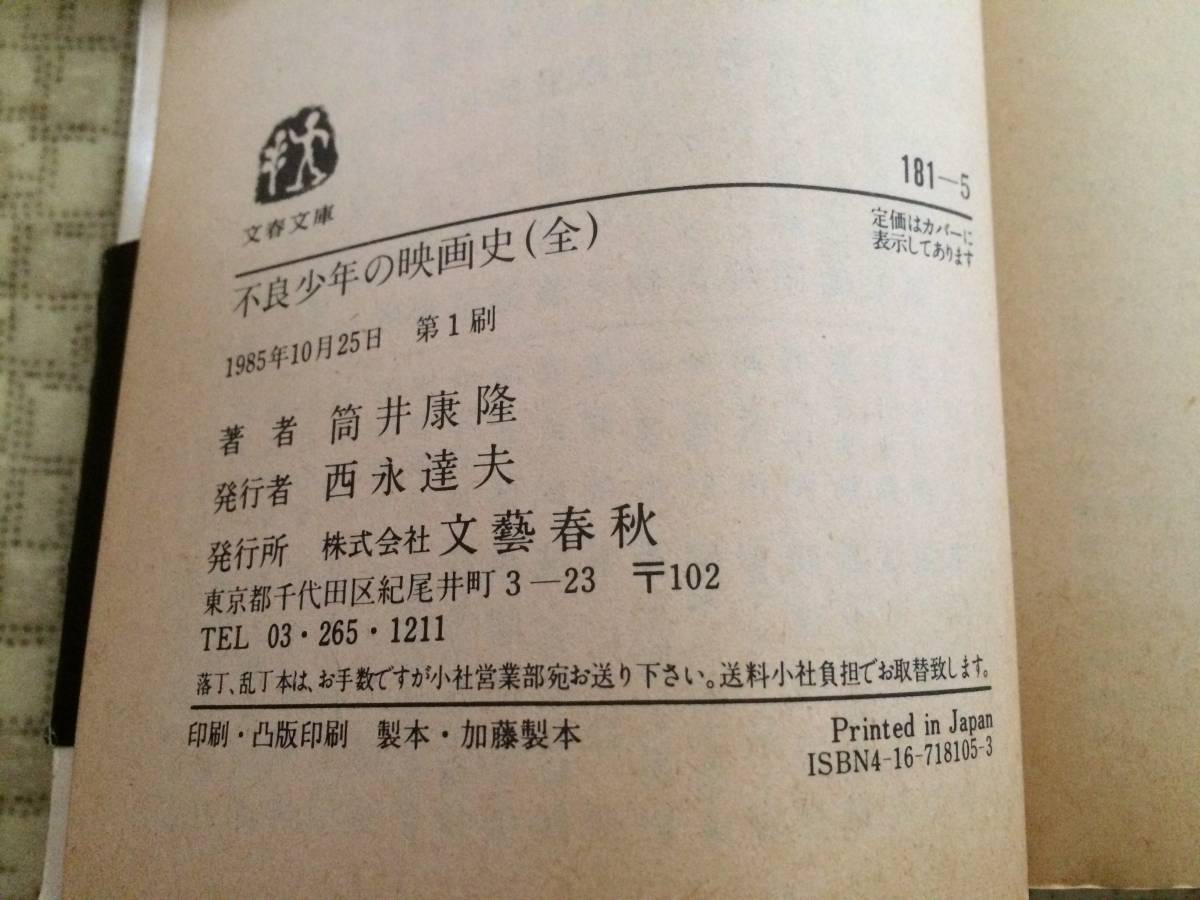 文春文庫
181—5
定価はカバーに
表示してあります
不良少年の映画史(全)
1985年10月25日 第1刷
著者 筒井康隆
発行者 西永達夫
発行所 株式会社 文藝春秋
東京都千代田区紀尾井町3—23 〒102
TEL 03・265・1211
落丁、乱丁本は、お手数ですが小社営業部宛お送り下さい。送料小社負担でお取替致します。
印刷・凸版印刷 製本・加藤製本
Printed in Japan
ISBN4-16-718105-3